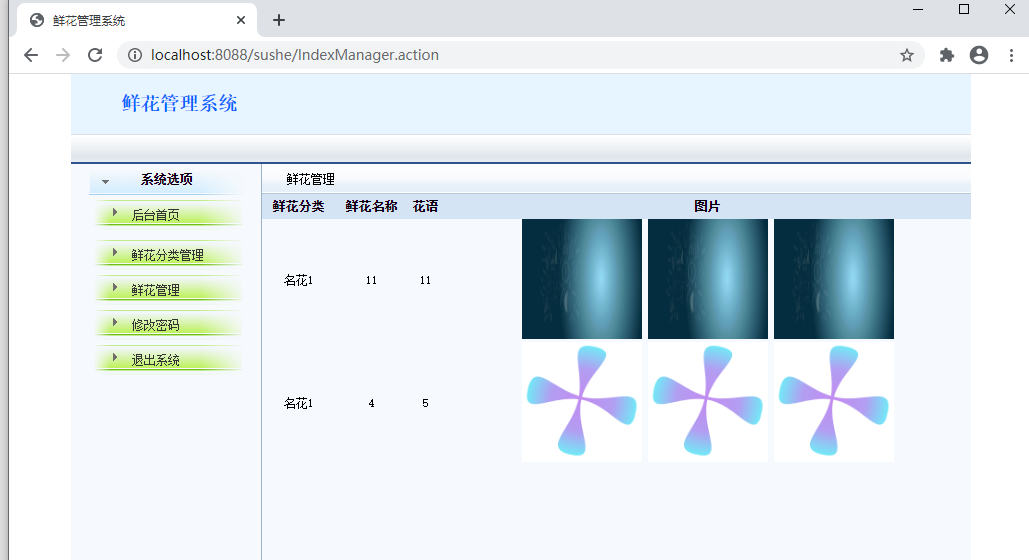 鲜花管理系统
localhost:8088/sushe/IndexManager.action
鲜花管理系统
系统选项
后台首页
鲜花分类管理
鲜花管理
修改密码
退出系统
鲜花管理
鲜花分类 鲜花名称 花语 图片
名花1 11 11
名花1 4 5